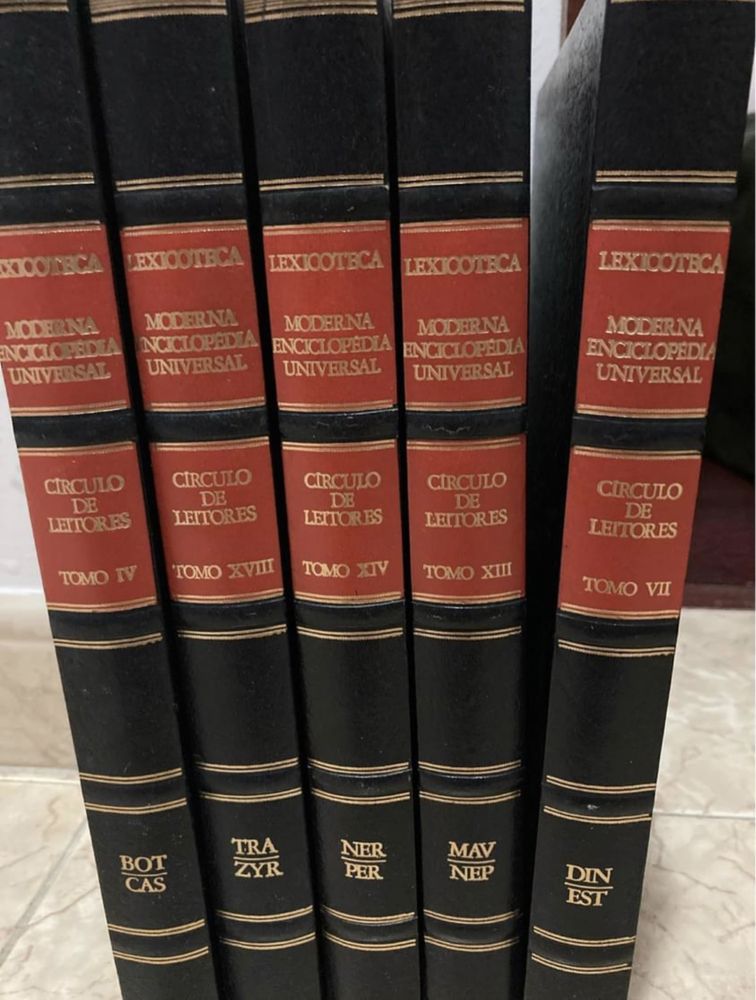 LEXICOTECA
MODERNA
ENCICLOPÉDIA
UNIVERSAL
CÍRCULO
DE
LEITORES
TOMO IV
BOT
CAS
LEXICOTECA
MODERNA
ENCICLOPÉDIA
UNIVERSAL
CÍRCULO
DE
LEITORES
TOMO XVIII
TRA
ZYR
LEXICOTECA
MODERNA
ENCICLOPÉDIA
UNIVERSAL
CÍRCULO
DE
LEITORES
TOMO XIV
NER
PER
LEXICOTECA
MODERNA
ENCICLOPÉDIA
UNIVERSAL
CÍRCULO
DE
LEITORES
TOMO XIII
MAV
NEP
LEXICOTECA
MODERNA
ENCICLOPÉDIA
UNIVERSAL
CÍRCULO
DE
LEITORES
TOMO VII
DIN
EST